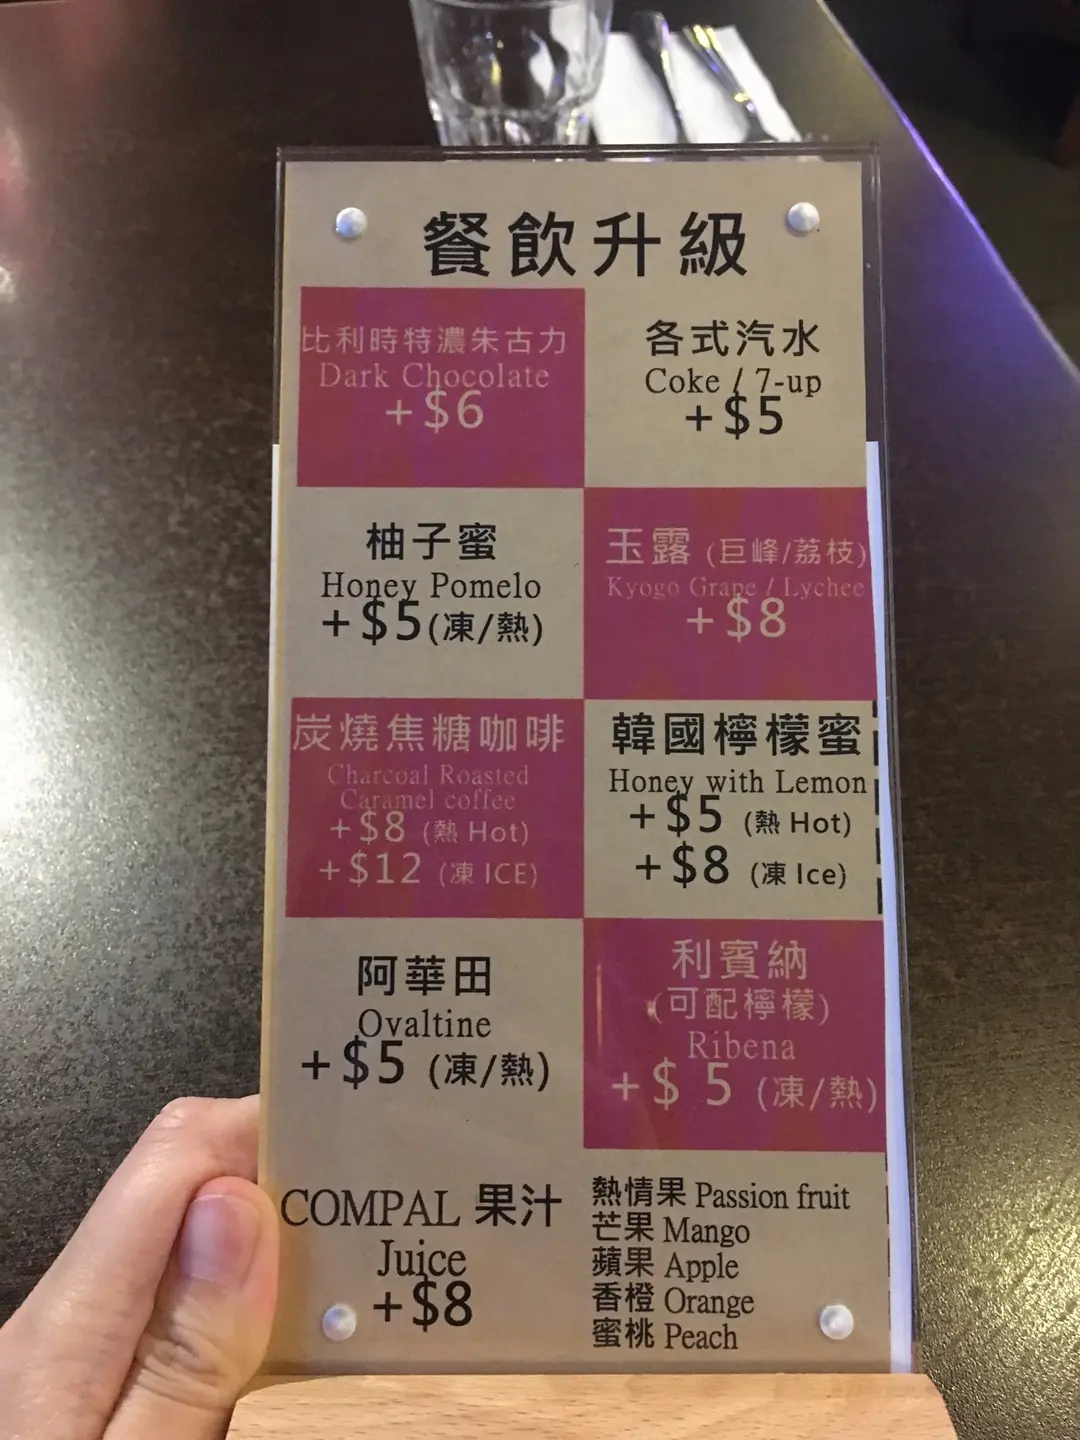 餐飲升級
比利時特濃朱古力
Dark Chocolate
+$6
各式汽水
Coke / 7-up
+$5
柚子蜜
Honey Pomelo
+$5(凍/熱)
玉露 (巨峰/荔枝)
Kyogo Grape / Lychee
+$8
炭燒焦糖咖啡
Charcoal Roasted
Caramel coffee
+$8 (熱 Hot)
+$12 (凍 ICE)
韓國檸檬蜜
Honey with Lemon
+$5 (熱 Hot)
+$8 (凍 Ice)
阿華田
Ovaltine
+$5 (凍/熱)
利賓納
(可配檸檬)
Ribena
+$ 5 (凍/熱)
COMPAL 果汁
Juice
+$8
熱情果 Passion fruit
芒果 Mango
蘋果 Apple
香橙 Orange
蜜桃 Peach